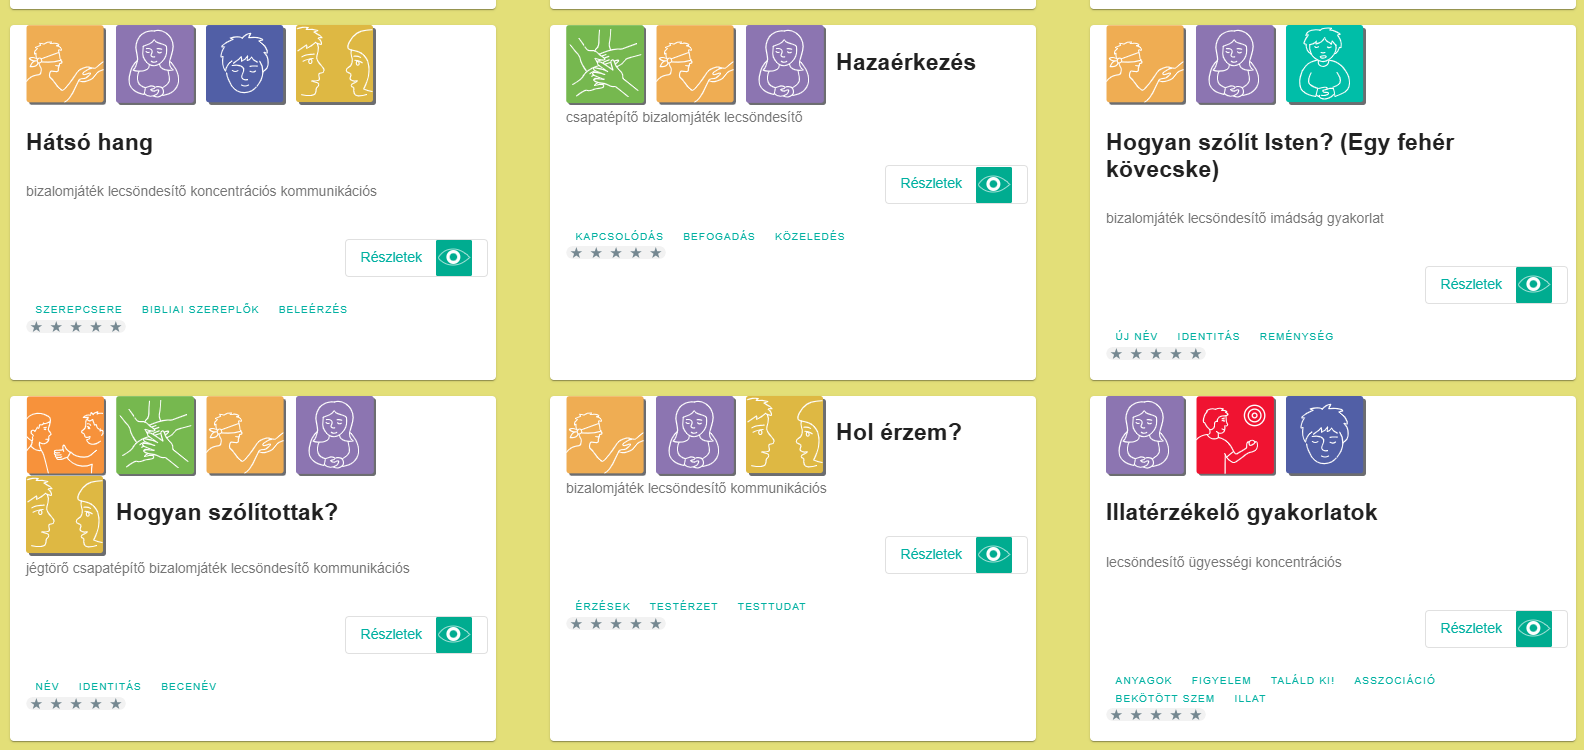 Hátsó hang
bizalomjáték lecsöndesítő koncentrációs kommunikációs
Részletek
SZEREPCSERE BIBLIAI SZEREPLŐK BELEÉRZÉS
Hazaérkezés
csapatépítő bizalomjáték lecsöndesítő
Részletek
KAPCSOLÓDÁS BEFOGADÁS KÖZELEDÉS
Hogyan szólít Isten? (Egy fehér
kövecske)
bizalomjáték lecsöndesítő imádság gyakorlat
Részletek
ÚJ NÉV IDENTITÁS REMÉNYSÉG
Hogyan szólítottak?
jégtörő csapatépítő bizalomjáték lecsöndesítő kommunikációs
Részletek
NÉV IDENTITÁS BECENÉV
Hol érzem?
bizalomjáték lecsöndesítő kommunikációs
Részletek
ÉRZÉSEK TESTÉRZET TESTTUDAT
Illatérzékelő gyakorlatok
lecsöndesítő ügyességi koncentrációs
Részletek
ANYAGOK FIGYELEM TALÁLD KI! ASSZOCIÁCIÓ
BEKÖTÖTT SZEM ILLAT